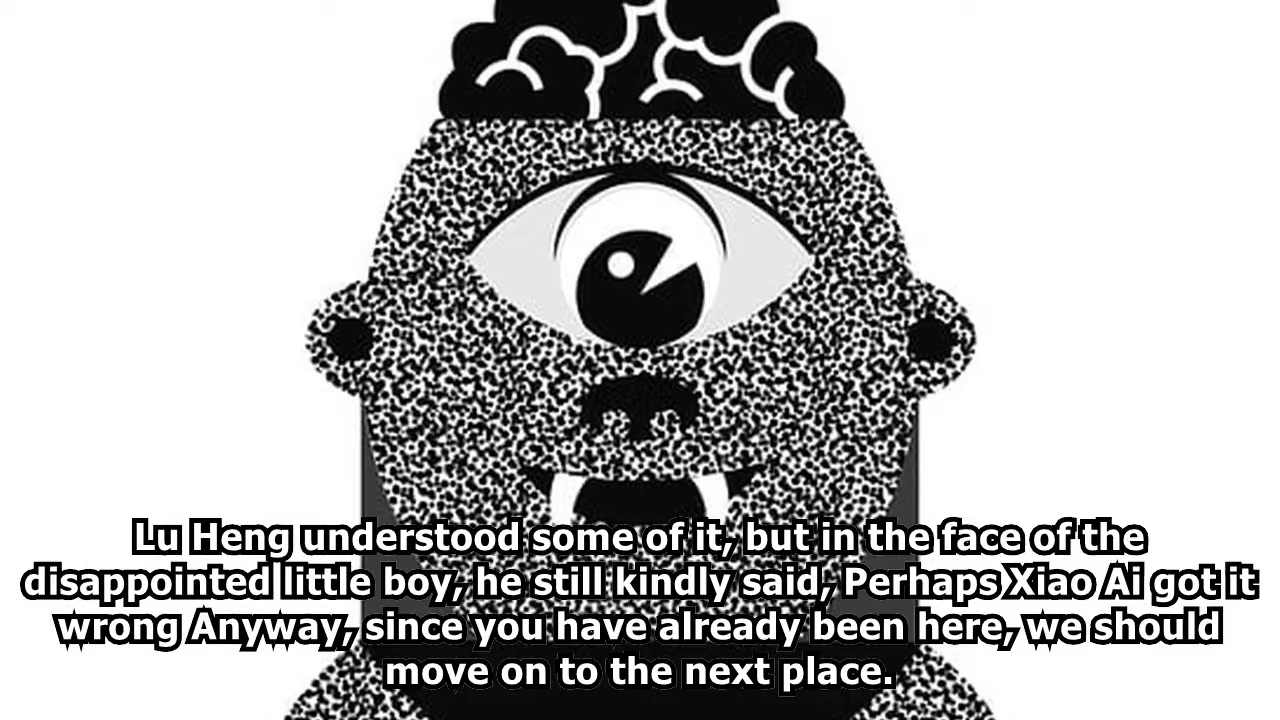 Lu Heng understood some of it, but in the face of the
disappointed little boy, he still kindly said, Perhaps Xiao Ai got it
wrong Anyway, since you have already been here, we should
move on to the next place.